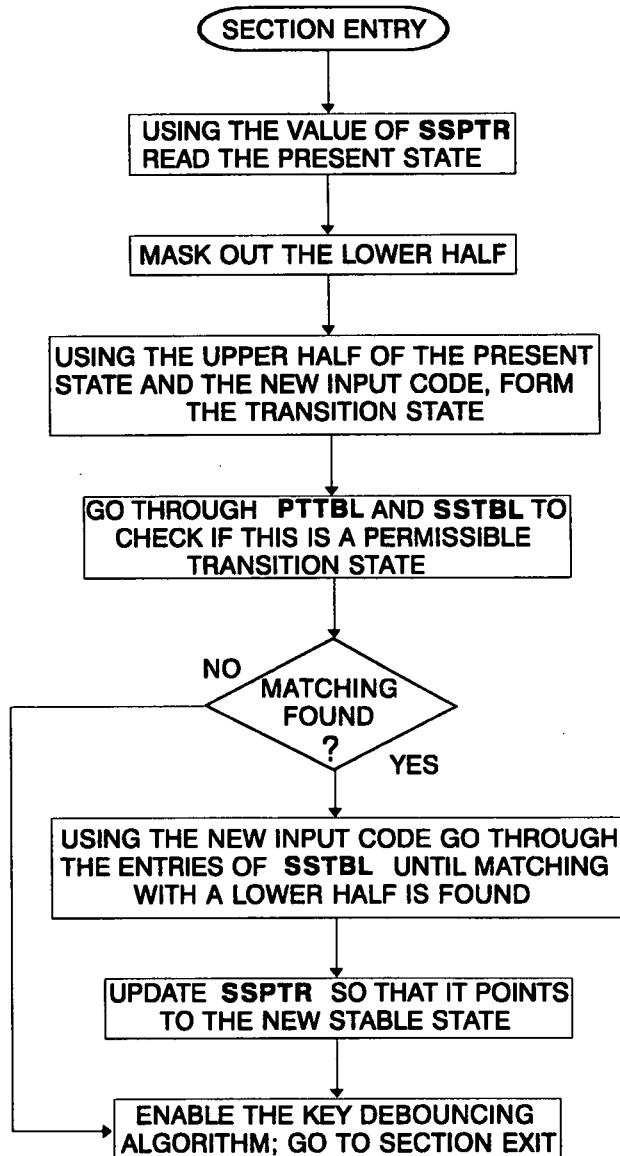 SECTION ENTRY
USING THE VALUE OF SSPTR
READ THE PRESENT STATE
MASK OUT THE LOWER HALF
USING THE UPPER HALF OF THE PRESENT
STATE AND THE NEW INPUT CODE, FORM
THE TRANSITION STATE
GO THROUGH PTTBL AND SSTBL TO
CHECK IF THIS IS A PERMISSIBLE
TRANSITION STATE
NO
MATCHING
FOUND
?
YES
USING THE NEW INPUT CODE GO THROUGH
THE ENTRIES OF SSTBL UNTIL MATCHING
WITH A LOWER HALF IS FOUND
UPDATE SSPTR SO THAT IT POINTS
TO THE NEW STABLE STATE
ENABLE THE KEY DEBOUNCING
ALGORITHM; GO TO SECTION EXIT